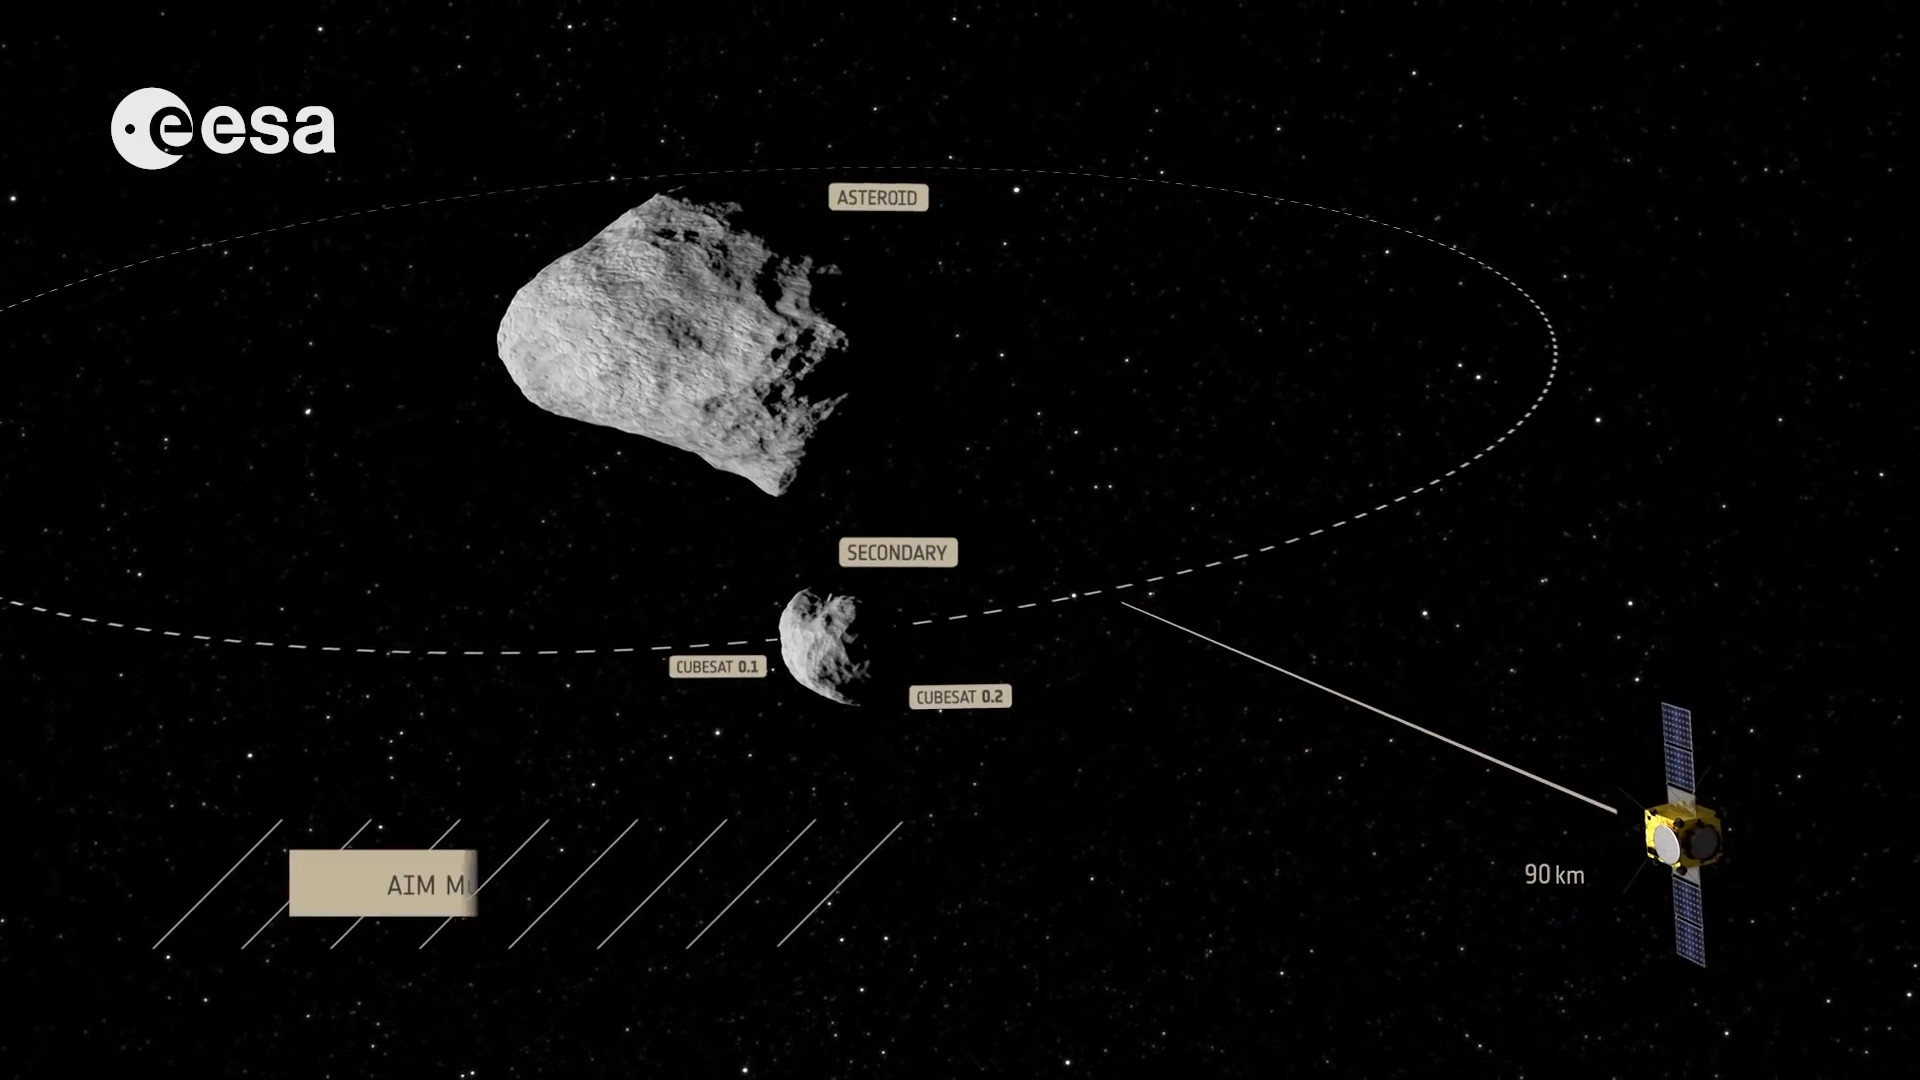 esa
ASTEROID
SECONDARY
CUBESAT 0.1
CUBESAT 0.2
90 km
AIM